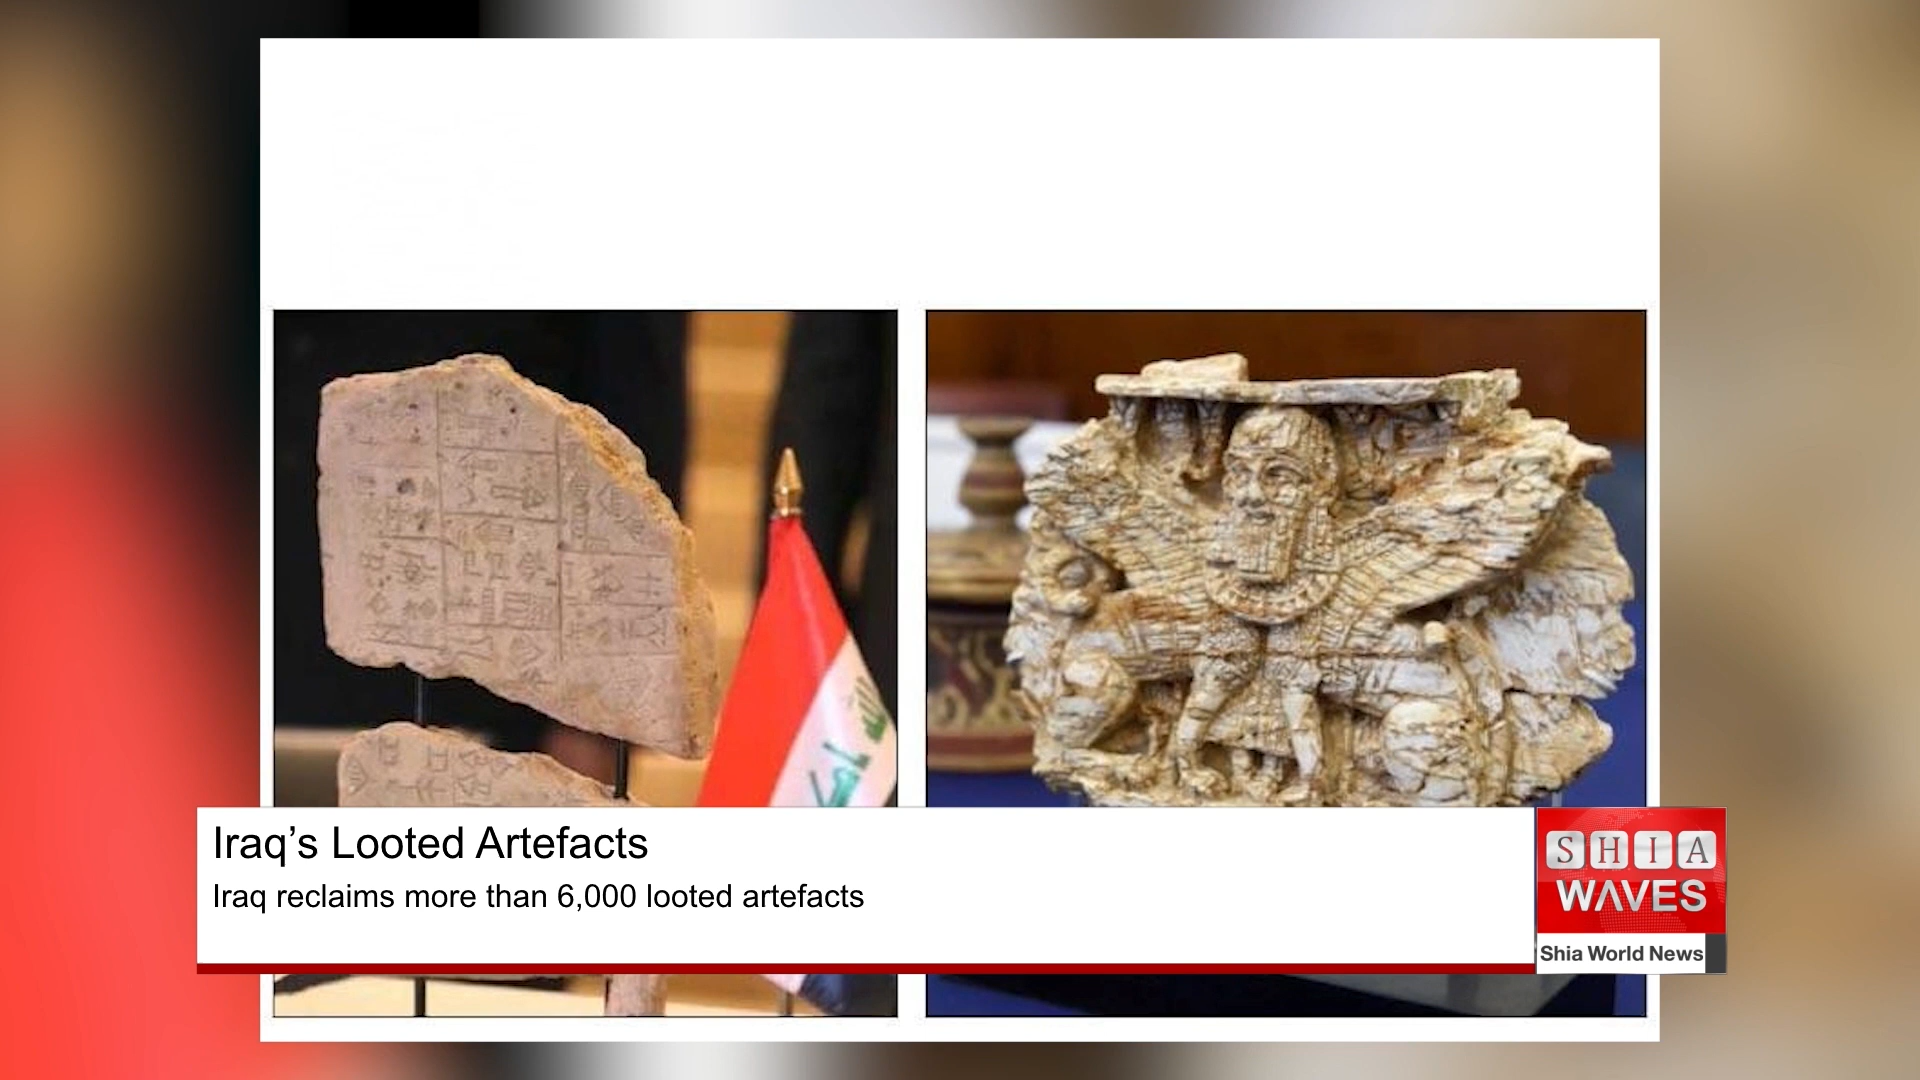 Iraq’s Looted Artefacts
Iraq reclaims more than 6,000 looted artefacts
SHIA
WAVES
Shia World News